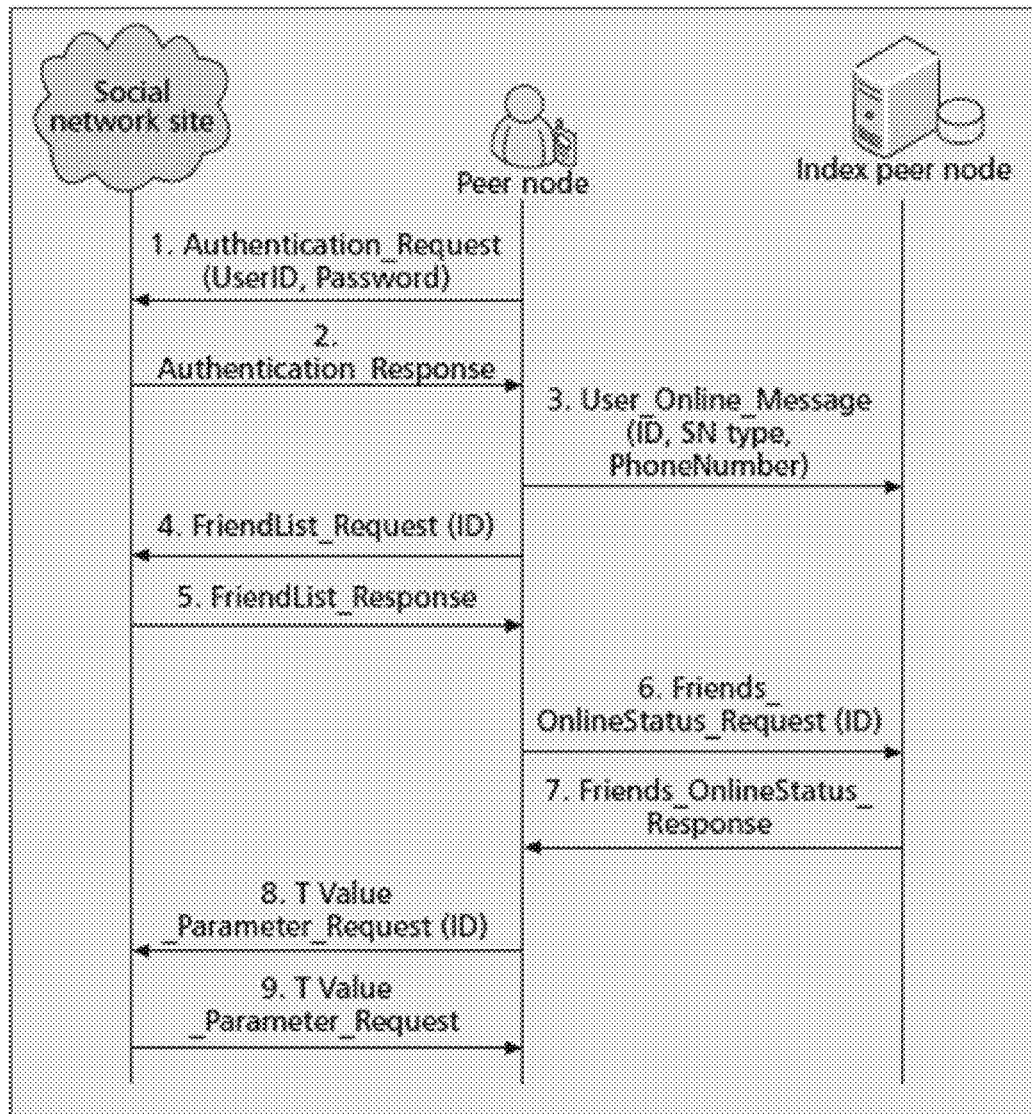 Social
network site
Peer node
Index peer node
1. Authentication_Request
(UserID, Password)
2.
Authentication_Response
3. User_Online_Message
(ID, SN type,
PhoneNumber)
4. FriendList_Request (ID)
5. FriendList_Response
6. Friends_
OnlineStatus_Request (ID)
7. Friends_OnlineStatus_
Response
8. T Value
_Parameter_Request (ID)
9. T Value
_Parameter_Request